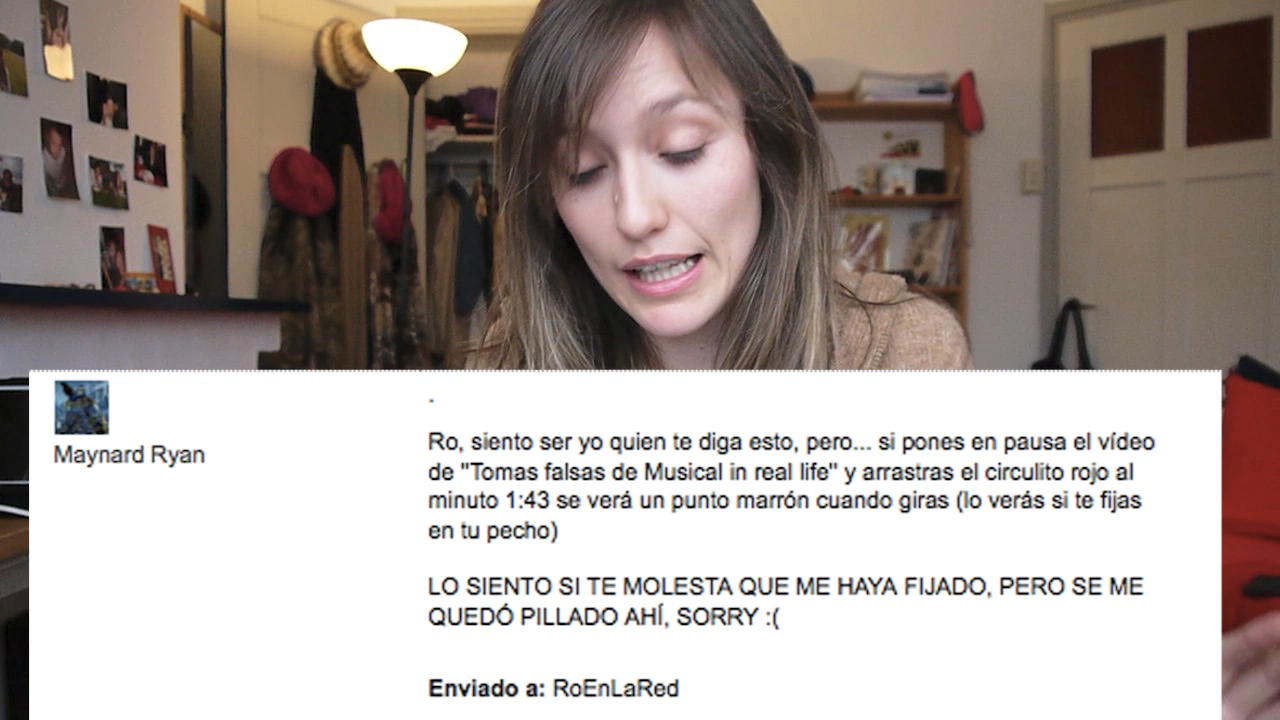 Maynard Ryan
.
Ro, siento ser yo quien te diga esto, pero... si pones en pausa el vídeo
de "Tomas falsas de Musical in real life" y arrastras el circulito rojo al
minuto 1:43 se verá un punto marrón cuando giras (lo verás si te fijas
en tu pecho)
LO SIENTO SI TE MOLESTA QUE ME HAYA FIJADO, PERO SE ME
QUEDÓ PILLADO AHÍ, SORRY :(
Enviado a: RoEnLaRed